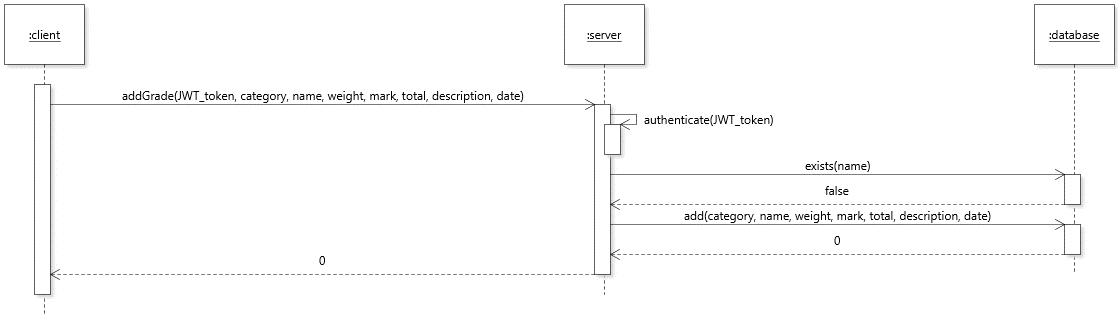 :client
:server
:database
addGrade(JWT_token, category, name, weight, mark, total, description, date)
authenticate(JWT_token)
exists(name)
false
add(category, name, weight, mark, total, description, date)
0
0